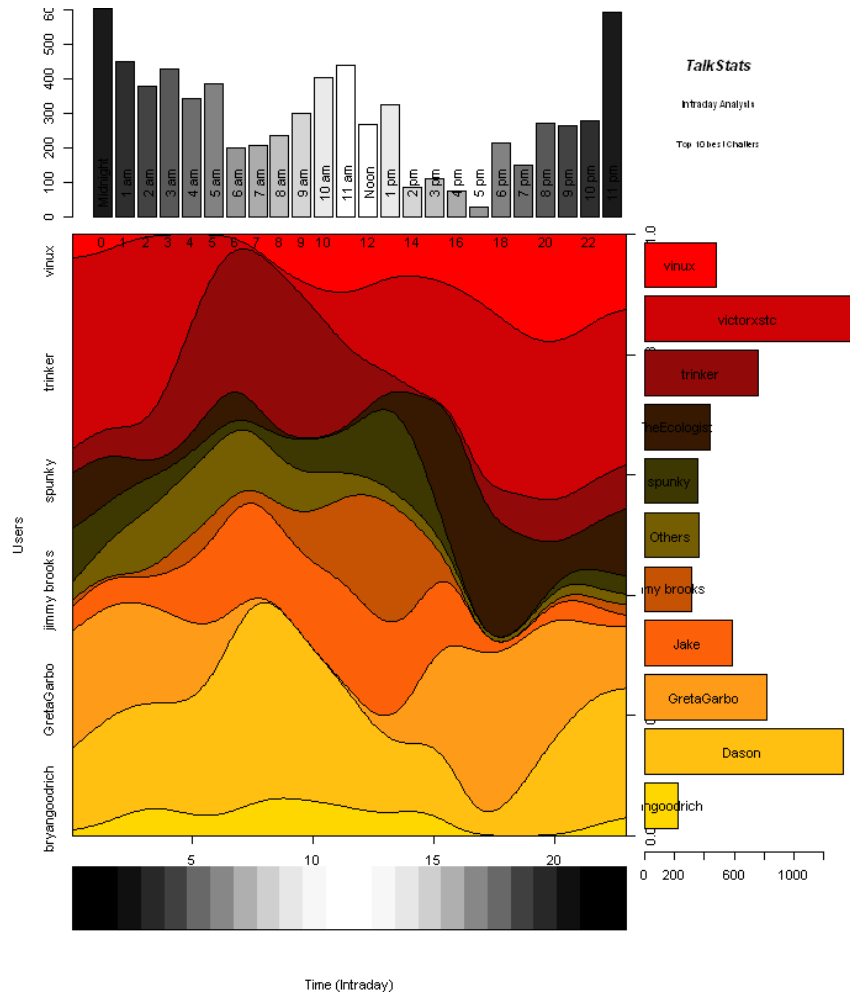 TalkStats
Intraday Analysis
Top 10 best Chatters
60
500
400
300
200
100
0
Midnight
1 am
2 am
3 am
4 am
5 am
6 am
7 am
8 am
9 am
10 am
11 am
Noon
1 pm
2 pm
3 pm
4 pm
5 pm
6 pm
7 pm
8 pm
9 pm
10 pm
11 pm
0 1 2 3 4 5 6 7 8 9 10 12 14 16 18 20 22
Users
vinux
trinker
spunky
jimmy brooks
GretaGarbo
bryangoodrich
1.0
0.0
vinux
victorxstc
trinker
TheEcologist
spunky
Others
my brooks
Jake
GretaGarbo
Dason
ngoodrich
5 10 15 20
0 200 600 1000
Time (Intraday)